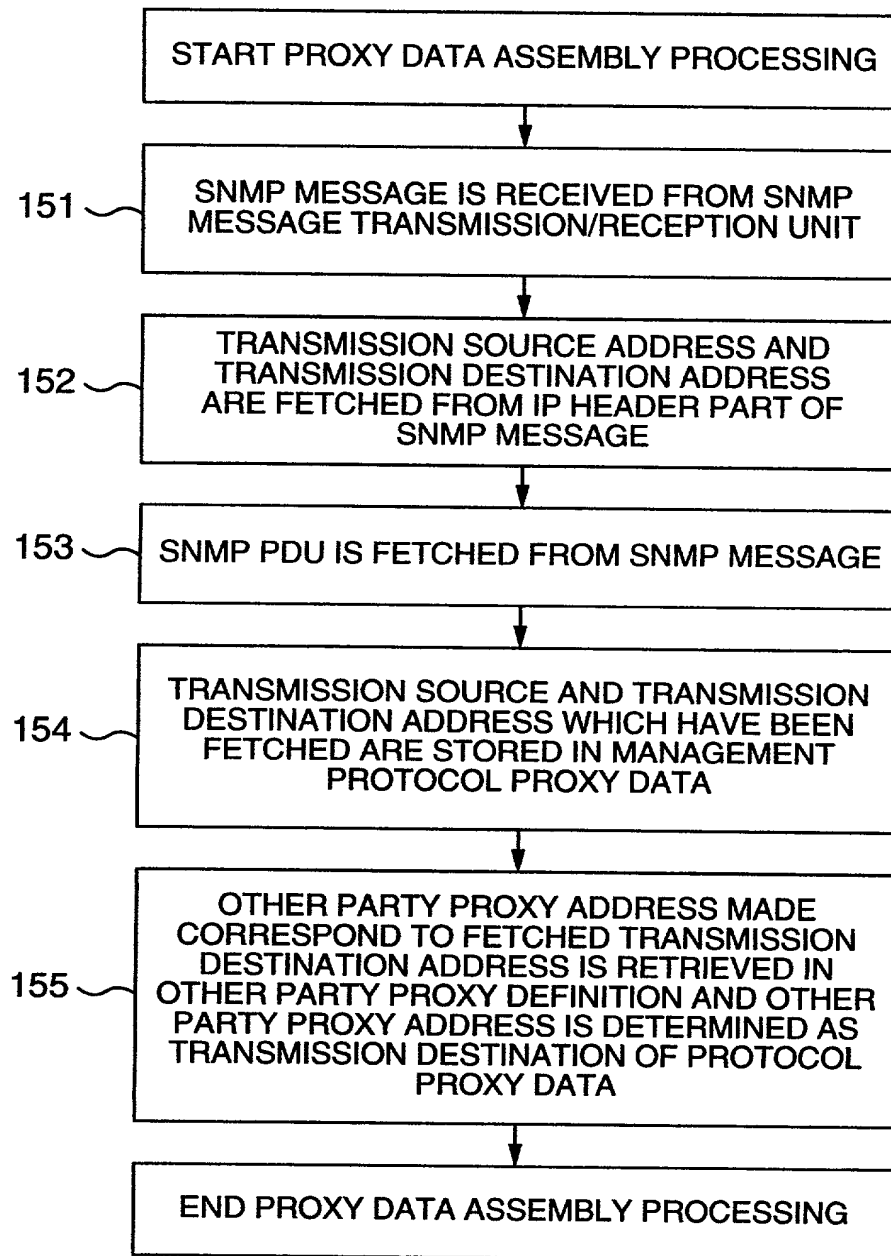 START PROXY DATA ASSEMBLY PROCESSING
151
SNMP MESSAGE IS RECEIVED FROM SNMP
MESSAGE TRANSMISSION/RECEPTION UNIT
152
TRANSMISSION SOURCE ADDRESS AND
TRANSMISSION DESTINATION ADDRESS
ARE FETCHED FROM IP HEADER PART OF
SNMP MESSAGE
153
SNMP PDU IS FETCHED FROM SNMP MESSAGE
154
TRANSMISSION SOURCE AND TRANSMISSION
DESTINATION ADDRESS WHICH HAVE BEEN
FETCHED ARE STORED IN MANAGEMENT
PROTOCOL PROXY DATA
155
OTHER PARTY PROXY ADDRESS MADE
CORRESPOND TO FETCHED TRANSMISSION
DESTINATION ADDRESS IS RETRIEVED IN
OTHER PARTY PROXY DEFINITION AND OTHER
PARTY PROXY ADDRESS IS DETERMINED AS
TRANSMISSION DESTINATION OF PROTOCOL
PROXY DATA
END PROXY DATA ASSEMBLY PROCESSING